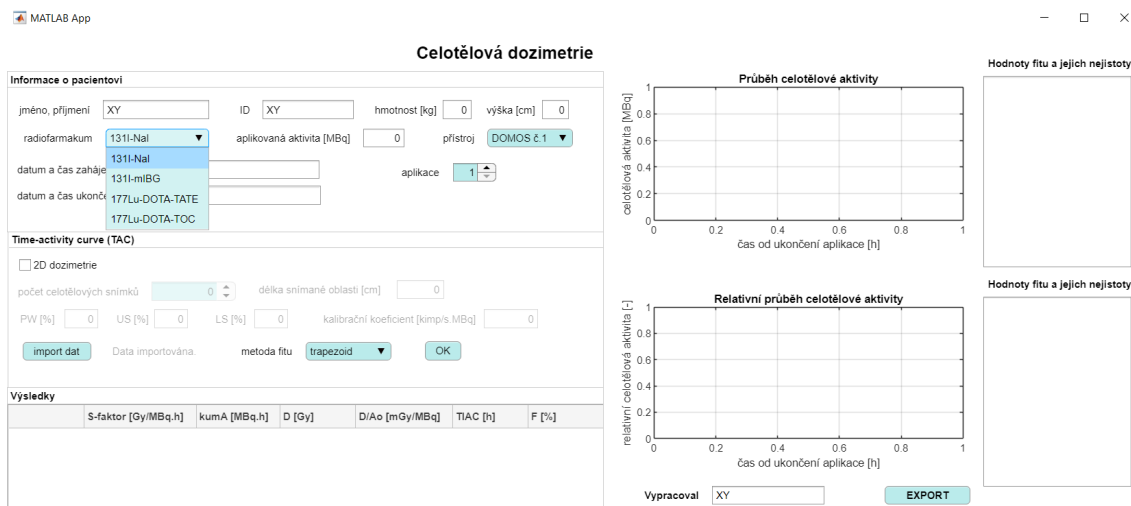 MATLAB App
Celotělová dozimetrie
Informace o pacientovi
jméno, příjmení XY ID XY hmotnost [kg] 0 výška [cm] 0
radiofarmakum 131I-NaI aplikovaná aktivita [MBq] 0 přístroj DOMOS č.1
131I-NaI
131I-mIBG
177Lu-DOTA-TATE
177Lu-DOTA-TOC
datum a čas zaháje
aplikace 1
datum a čas ukonče
Time-activity curve (TAC)
2D dozimetrie
počet celotělových snímků 0 délka snímané oblasti [cm] 0
PW [%] 0 US [%] 0 LS [%] 0 kalibrační koeficient [kimp/s.MBq] 0
import dat Data importována. metoda fitu trapezoid OK
Výsledky
S-faktor [Gy/MBq.h] kumA [MBq.h] D [Gy] D/Ao [mGy/MBq] TIAC [h] F [%]
Průběh celotělové aktivity
celotělová aktivita [MBq]
1
0.8
0.6
0.4
0.2
0
0 0.2 0.4 0.6 0.8 1
čas od ukončení aplikace [h]
Hodnoty fitu a jejich nejistoty
Relativní průběh celotělové aktivity
relativní celotělová aktivita [-]
1
0.8
0.6
0.4
0.2
0
0 0.2 0.4 0.6 0.8 1
čas od ukončení aplikace [h]
Hodnoty fitu a jejich nejistoty
Vypracoval XY EXPORT